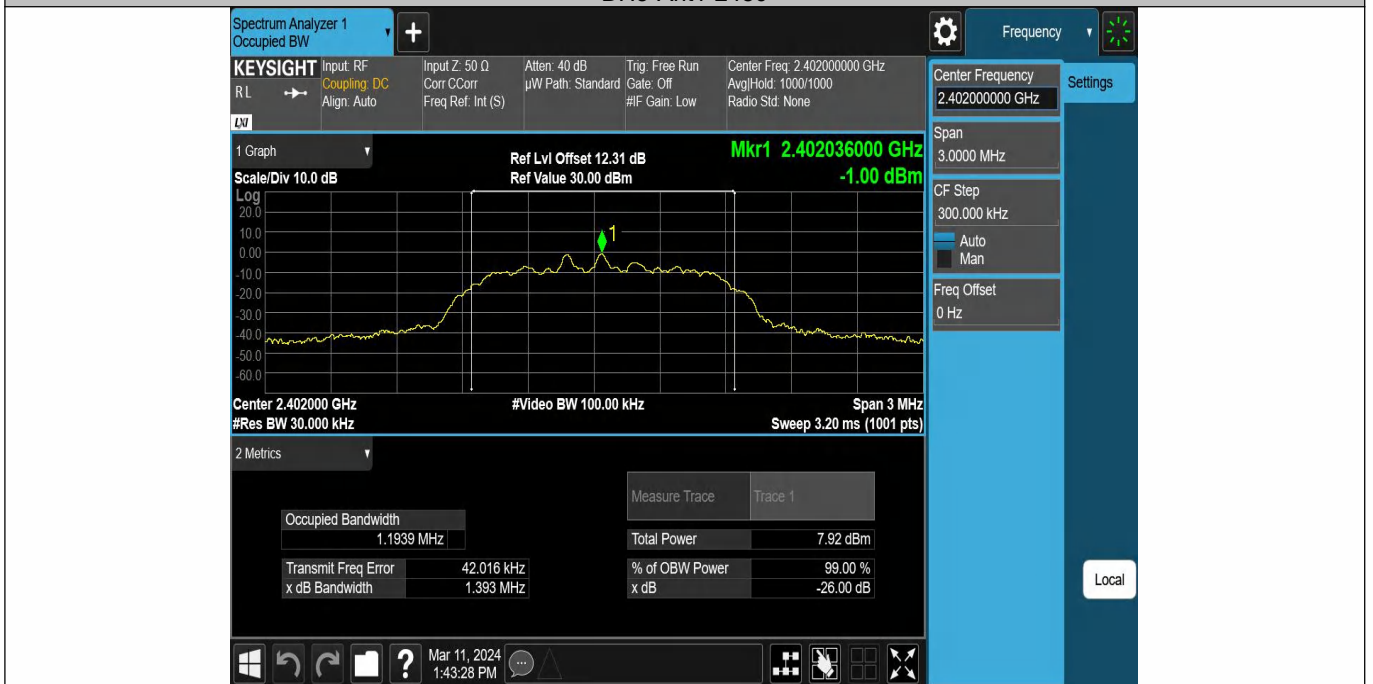 Spectrum Analyzer 1
Occupied BW
+
Frequency
KEYSIGHT
RL
LXI
Input: RF
Coupling: DC
Align: Auto
Input Z: 50 Ω
Corr CCorr
Freq Ref: Int (S)
Atten: 40 dB
µW Path: Standard
Trig: Free Run
Gate: Off
#IF Gain: Low
Center Freq: 2.402000000 GHz
Avg|Hold: 1000/1000
Radio Std: None
Center Frequency
2.402000000 GHz
Settings
Span
3.0000 MHz
CF Step
300.000 kHz
Auto
Man
Freq Offset
0 Hz
Local
1 Graph
Scale/Div 10.0 dB
Ref Lvl Offset 12.31 dB
Ref Value 30.00 dBm
Mkr1 2.402036000 GHz
-1.00 dBm
Log
20.0
10.0
0.00
-10.0
-20.0
-30.0
-40.0
-50.0
-60.0
1
Center 2.402000 GHz
#Video BW 100.00 kHz
Span 3 MHz
#Res BW 30.000 kHz
Sweep 3.20 ms (1001 pts)
2 Metrics
Measure Trace Trace 1
Occupied Bandwidth
1.1939 MHz
Total Power 7.92 dBm
Transmit Freq Error 42.016 kHz
% of OBW Power 99.00 %
x dB Bandwidth 1.393 MHz
x dB -26.00 dB
?
Mar 11, 2024
1:43:28 PM